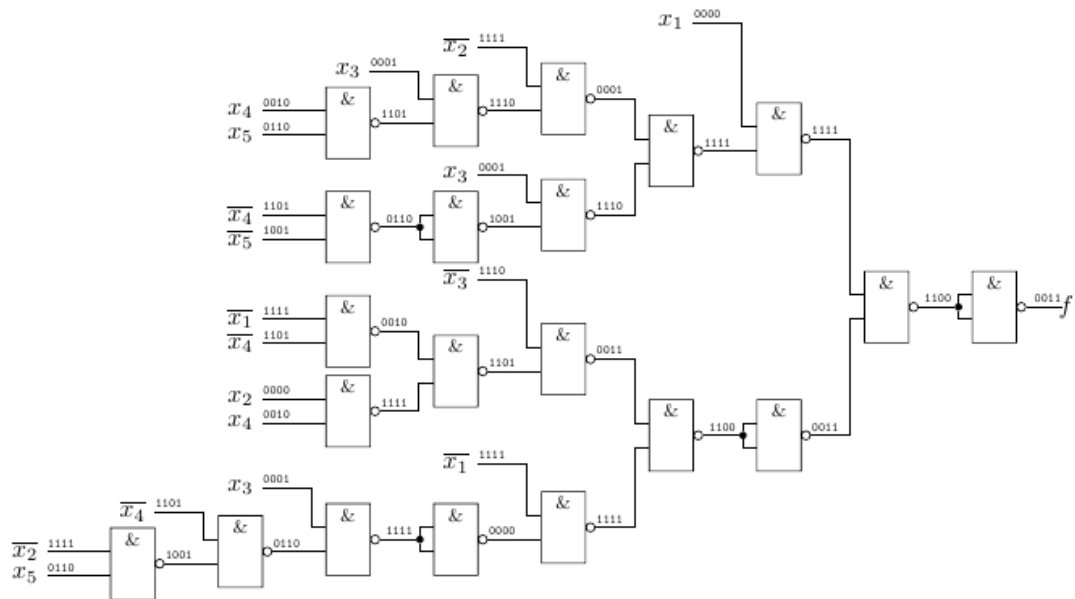 x₁ 0000
x̄₂ 1111
x₃ 0001
& & & & &
x₄ 0010 1101 1110 0001 1111 1111
x₅ 0110
x₃ 0001
& & &
x̄₄ 1101 0110 1001 1110
x̄₅ 1001
x̄₃ 1110
& &
1100 0011 f
& &
x̄₁ 1111 0010 0011
x̄₄ 1101
& &
1101
x₂ 0000 1111
x₄ 0010
& &
1100 0011
x̄₁ 1111
x₃ 0001
& & &
x̄₄ 1101 1111 0000 1111
& &
x̄₂ 1111 1001 0110
x₅ 0110